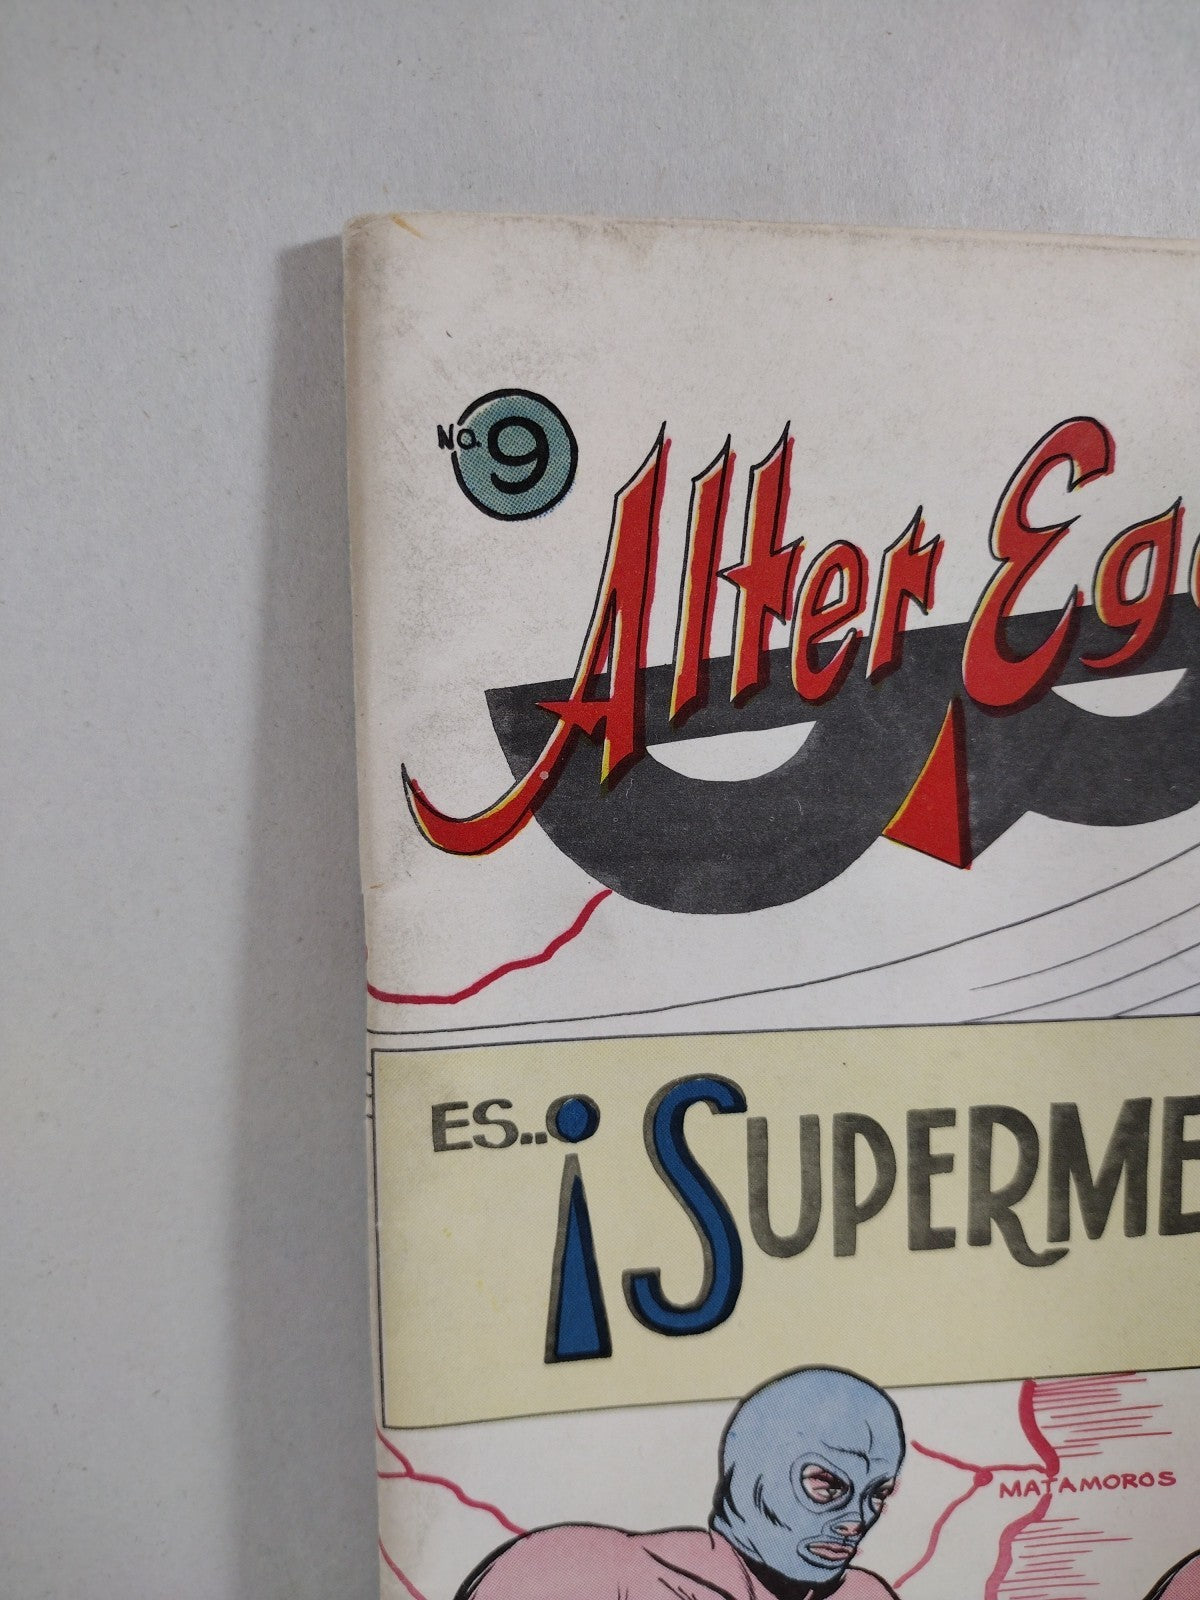 No. 9
Alter Eg
ES..
¡SUPERME
MATAMOROS